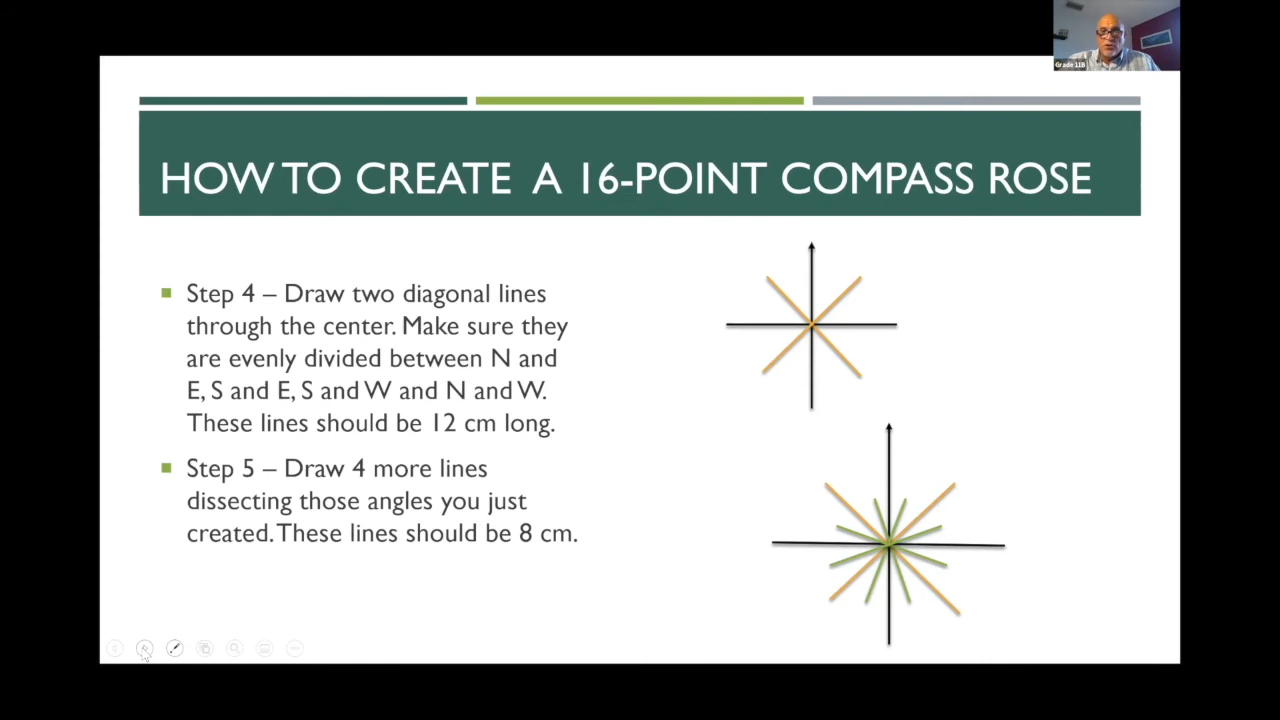 Grade 11B
HOW TO CREATE A 16-POINT COMPASS ROSE
Step 4 – Draw two diagonal lines
through the center. Make sure they
are evenly divided between N and
E, S and E, S and W and N and W.
These lines should be 12 cm long.
Step 5 – Draw 4 more lines
dissecting those angles you just
created. These lines should be 8 cm.